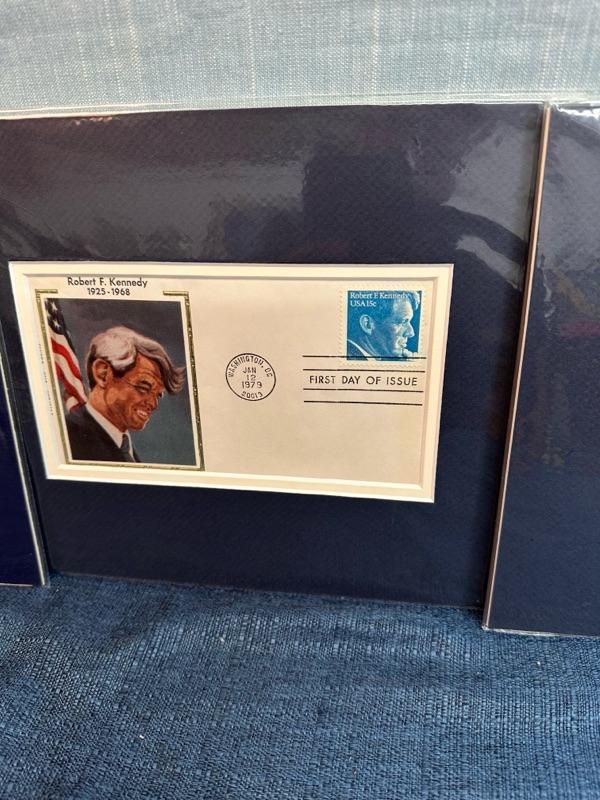 Robert F. Kennedy
1925-1968
Robert F. Kennedy
USA 15c
WASHINGTON, DC
JAN
12
1979
20013
FIRST DAY OF ISSUE